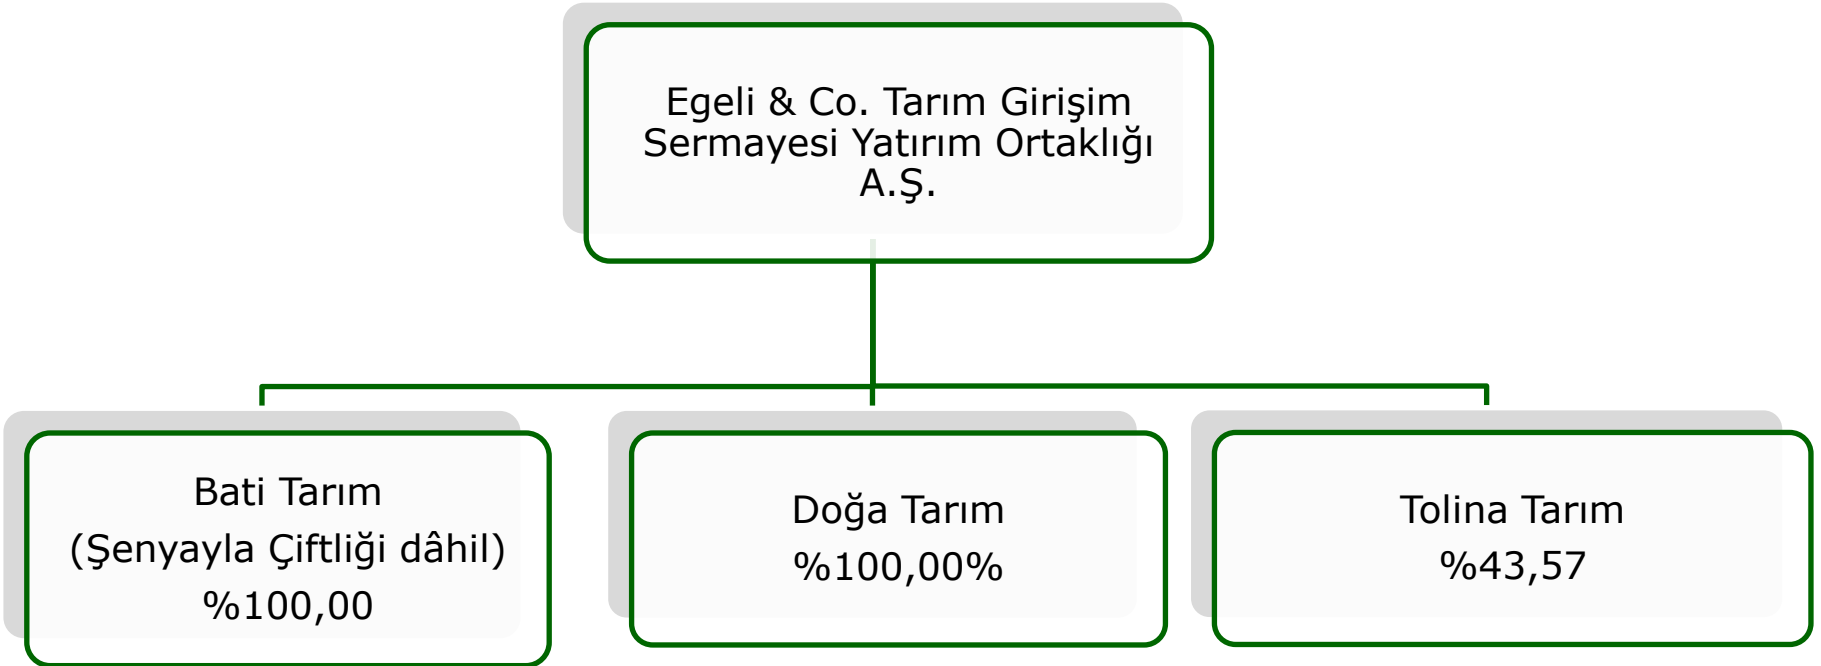 Egeli & Co. Tarım Girişim
Sermayesi Yatırım Ortaklığı
A.Ş.
Bati Tarım
(Şenyayla Çiftliği dâhil)
%100,00
Doğa Tarım
%100,00%
Tolina Tarım
%43,57